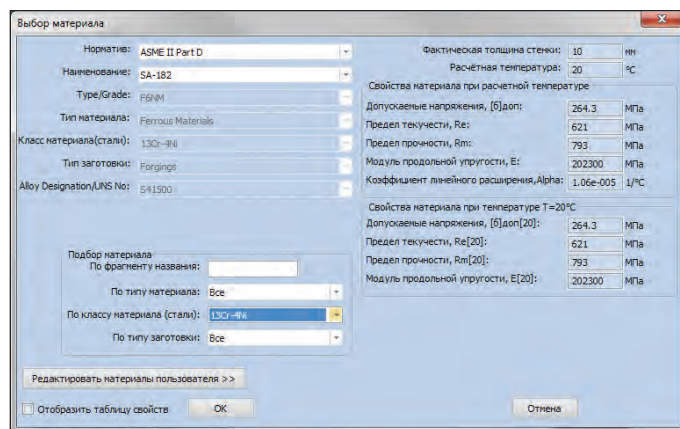 Выбор материала
Норматив: ASME II Part D
Наименование: SA-182
Type/Grade: F6NM
Тип материала: Ferrous Materials
Класс материала(стали): 13Cr-4Ni
Тип заготовки: Forgings
Alloy Designation/UNS No: S41500
Подбор материала
По фрагменту названия:
По типу материала: Все
По классу материала (стали): 13Cr-4Ni
По типу заготовки: Все
Редактировать материалы пользователя >>
Отобразить таблицу свойств
OK
Фактическая толщина стенки: 10 мм
Расчётная температура: 20 °C
Свойства материала при расчетной температуре
Допускаемые напряжения, [б]доп: 264.3 МПа
Предел текучести, Re: 621 МПа
Предел прочности, Rm: 793 МПа
Модуль продольной упругости, E: 202300 МПа
Коэффициент линейного расширения,Alpha: 1.06e-005 1/°C
Свойства материала при температуре T=20°C
Допускаемые напряжения, [б]доп[20]: 264.3 МПа
Предел текучести, Re[20]: 621 МПа
Предел прочности, Rm[20]: 793 МПа
Модуль продольной упругости, E[20]: 202300 МПа
Отмена